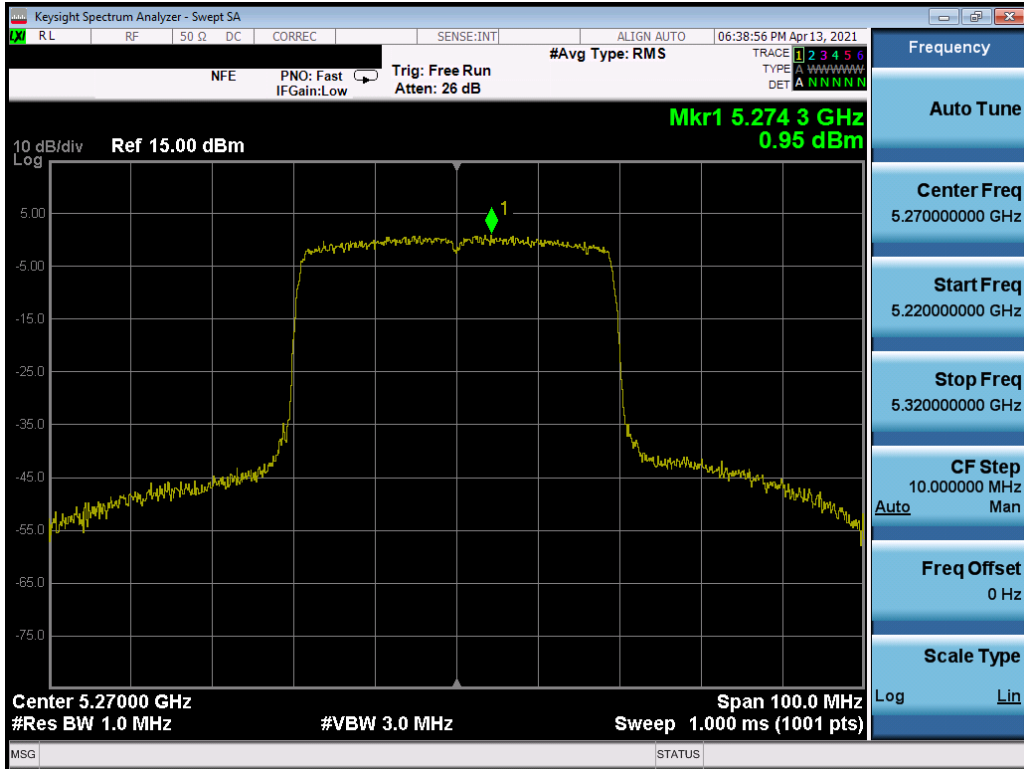 Keysight Spectrum Analyzer - Swept SA
LXI RL RF 50 Ω DC CORREC SENSE:INT ALIGN AUTO 06:38:56 PM Apr 13, 2021
NFE PNO: Fast Trig: Free Run #Avg Type: RMS TRACE 1 2 3 4 5 6
IFGain:Low Atten: 26 dB TYPE A WWWWW
DET A N N N N N
Mkr1 5.274 3 GHz
0.95 dBm
10 dB/div Ref 15.00 dBm
Log
1
5.00
-5.00
-15.0
-25.0
-35.0
-45.0
-55.0
-65.0
-75.0
Center 5.27000 GHz Span 100.0 MHz
#Res BW 1.0 MHz #VBW 3.0 MHz Sweep 1.000 ms (1001 pts)
MSG STATUS
Frequency
Auto Tune
Center Freq
5.270000000 GHz
Start Freq
5.220000000 GHz
Stop Freq
5.320000000 GHz
CF Step
10.000000 MHz
Auto Man
Freq Offset
0 Hz
Scale Type
Log Lin